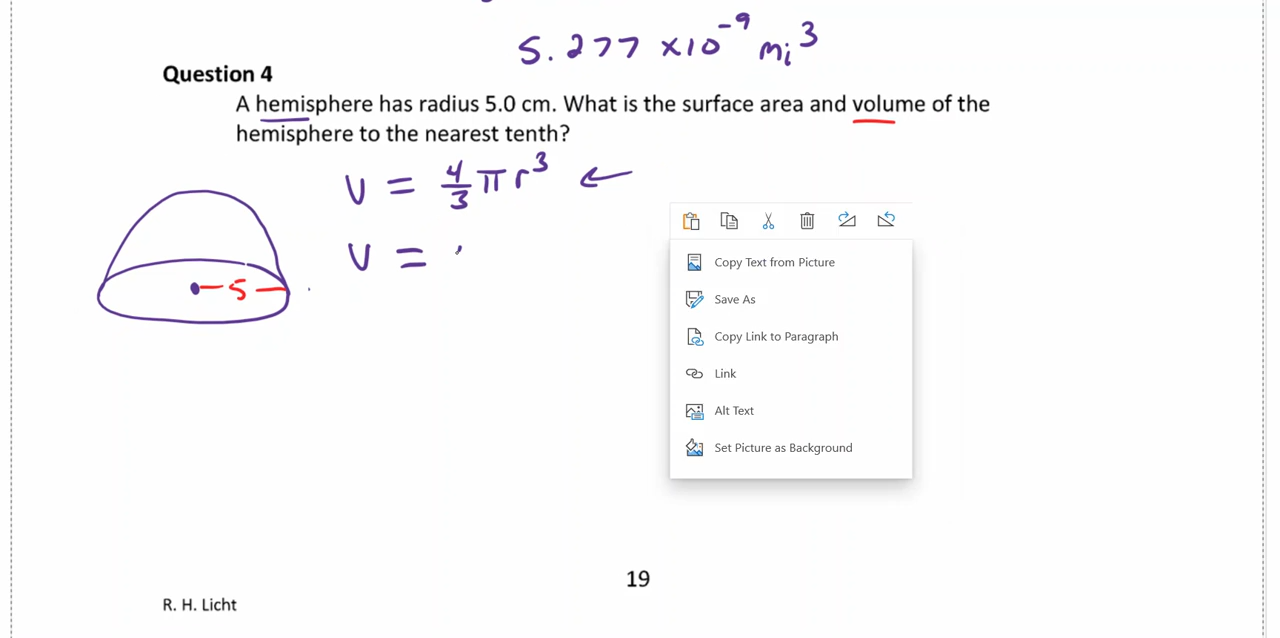 5.277 ×10⁻⁹ mi³
Question 4
A hemisphere has radius 5.0 cm. What is the surface area and volume of the
hemisphere to the nearest tenth?
V = 4/3 πr³ ←
V =
5
Copy Text from Picture
Save As
Copy Link to Paragraph
Link
Alt Text
Set Picture as Background
19
R. H. Licht